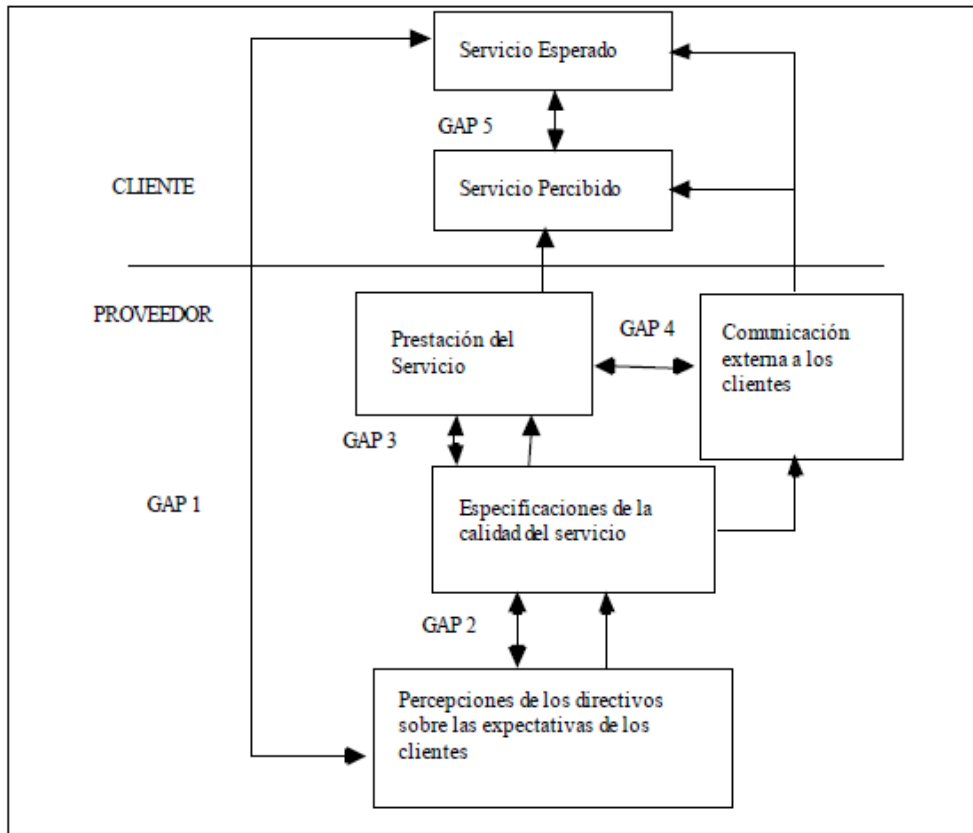 Servicio Esperado
GAP 5
CLIENTE
Servicio Percibido
PROVEEDOR
Prestación del
Servicio
GAP 4
Comunicación
externa a los
clientes
GAP 3
GAP 1
Especificaciones de la
calidad del servicio
GAP 2
Percepciones de los directivos
sobre las expectativas de los
clientes